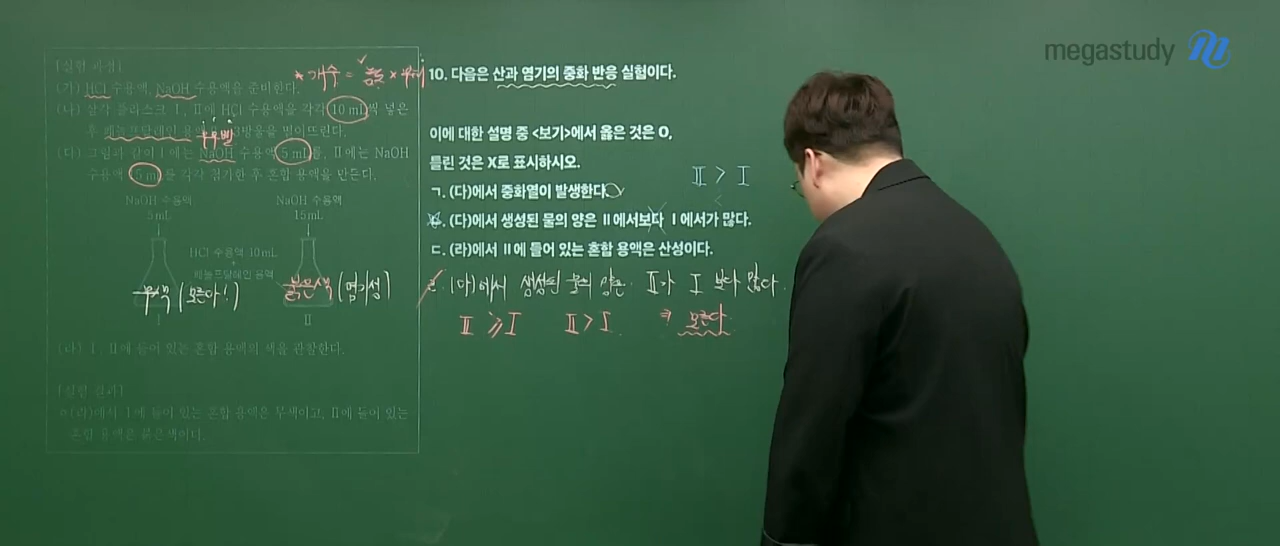 megastudy
[실험 과정]
(가) HCl 수용액, NaOH 수용액을 준비한다.
(나) 삼각 플라스크 Ⅰ, Ⅱ에 HCl 수용액을 각각 10 mL씩 넣은
후 페놀프탈레인 용액을 2~3방울을 떨어뜨린다.
무무빨
(다) 그림과 같이 Ⅰ에는 NaOH 수용액 5 mL를, Ⅱ에는 NaOH
수용액 15 mL를 각각 첨가한 후 혼합 용액을 만든다.
NaOH 수용액
5 mL
NaOH 수용액
15 mL
HCl 수용액 10 mL
+
페놀프탈레인 용액
무색 (모른다!)
붉은색 (염기성)
Ⅰ
Ⅱ
(라) Ⅰ, Ⅱ에 들어 있는 혼합 용액의 색을 관찰한다.
[실험 결과]
○ (라)에서 Ⅰ에 들어 있는 혼합 용액은 무색이고, Ⅱ에 들어 있는
혼합 용액은 붉은색이다.
* 개수 = 농도 × 부피
10. 다음은 산과 염기의 중화 반응 실험이다.
이에 대한 설명 중 <보기>에서 옳은 것은 O,
틀린 것은 X로 표시하시오.
Ⅱ > Ⅰ
ㄱ. (다)에서 중화열이 발생한다.
ㄴ. (다)에서 생성된 물의 양은 Ⅱ에서보다 Ⅰ에서가 많다.
ㄷ. (라)에서 Ⅱ에 들어 있는 혼합 용액은 산성이다.
(다)에서 생성된 물의 양은 Ⅱ가 Ⅰ 보다 많다.
Ⅱ ≥ Ⅰ Ⅱ > Ⅰ ⇒ 모른다.